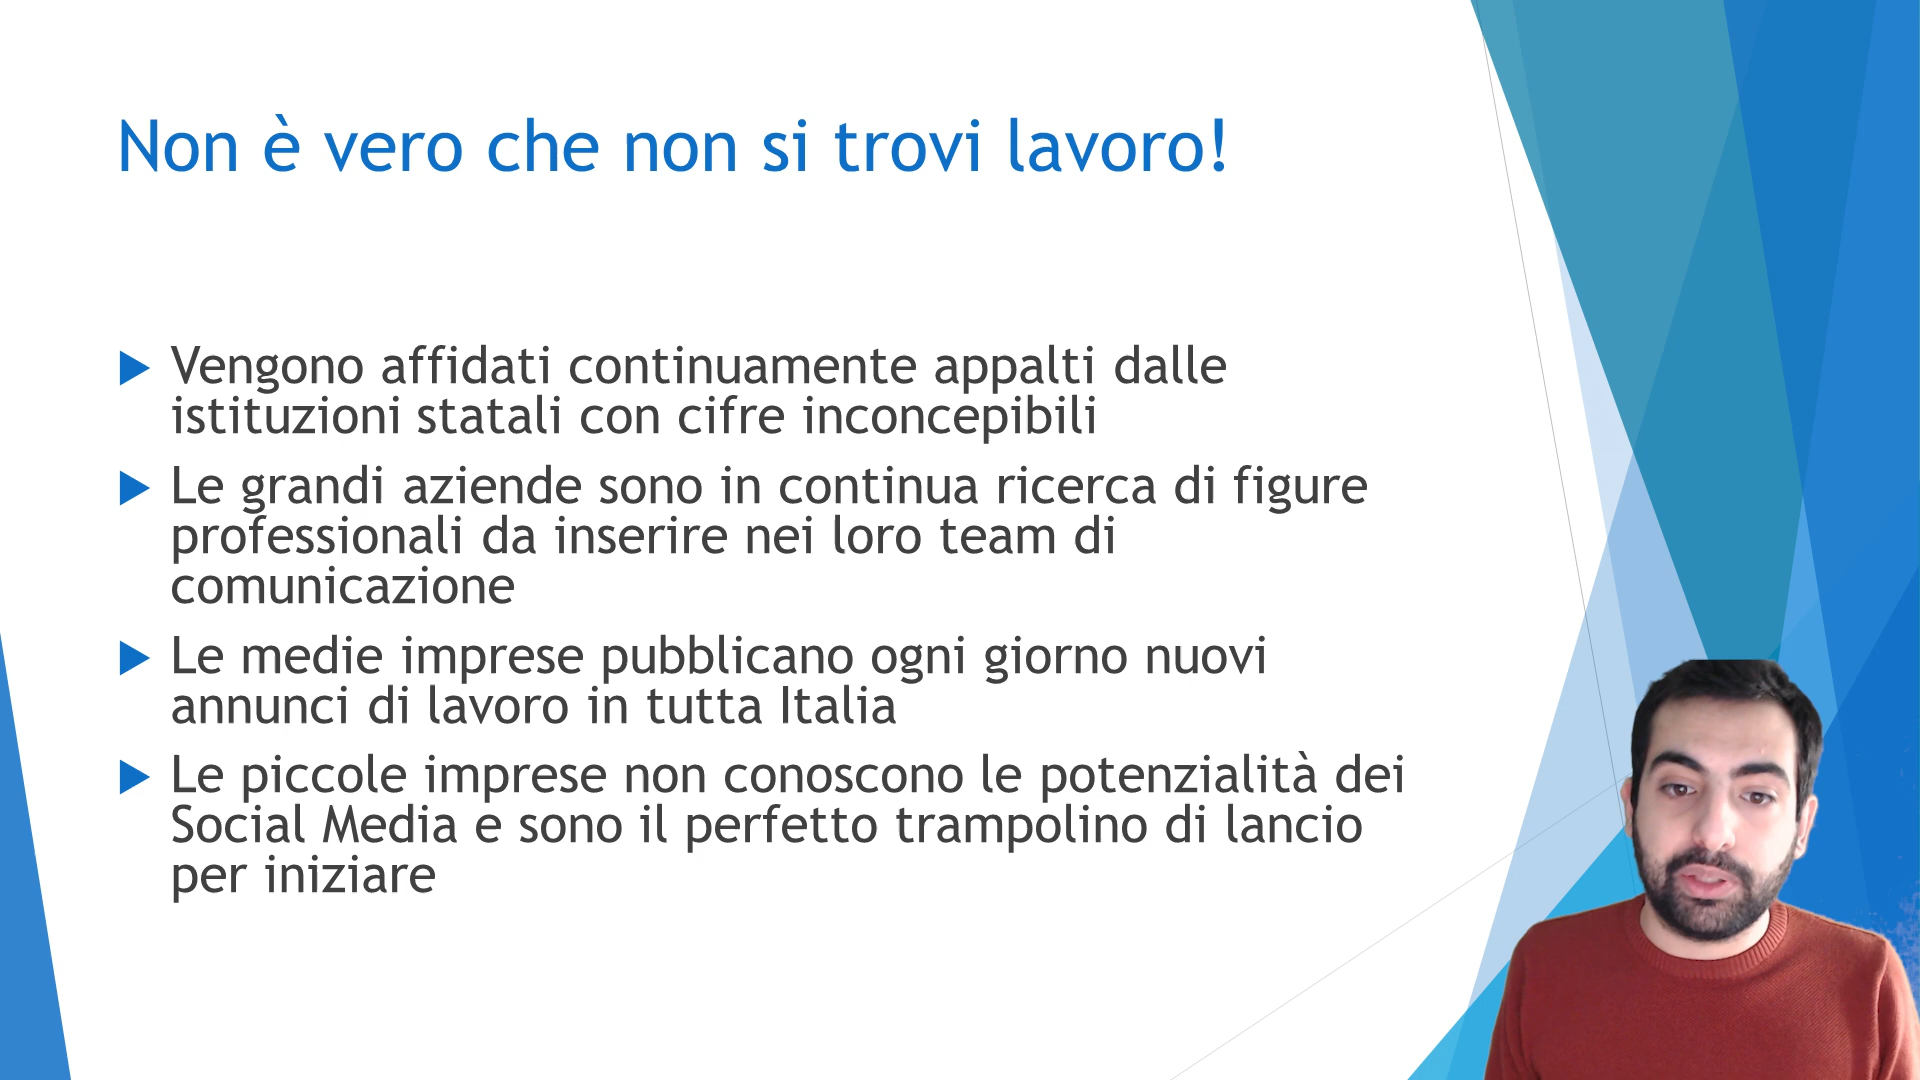 Non è vero che non si trovi lavoro!
Vengono affidati continuamente appalti dalle
istituzioni statali con cifre inconcepibili
Le grandi aziende sono in continua ricerca di figure
professionali da inserire nei loro team di
comunicazione
Le medie imprese pubblicano ogni giorno nuovi
annunci di lavoro in tutta Italia
Le piccole imprese non conoscono le potenzialità dei
Social Media e sono il perfetto trampolino di lancio
per iniziare